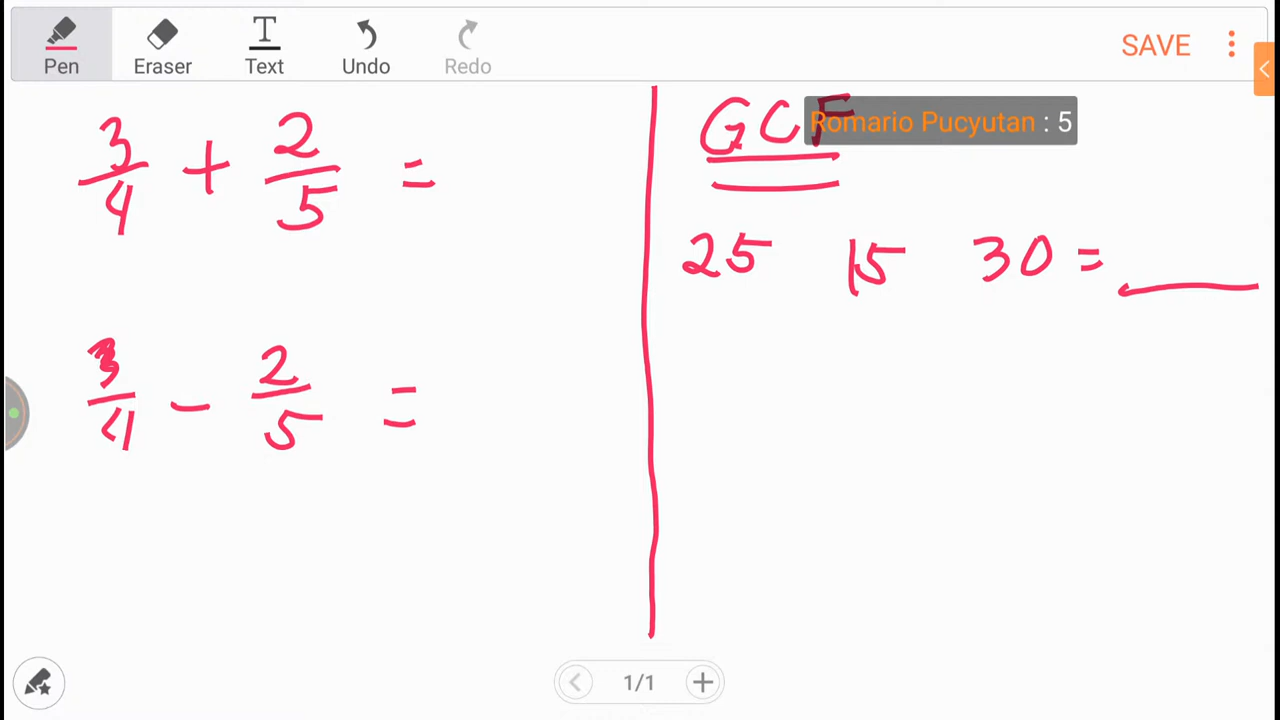 Pen Eraser Text Undo Redo SAVE
3/4 + 2/5 =
3/4 - 2/5 =
GCF
Romario Pucyutan : 5
25 15 30 = ____
1/1